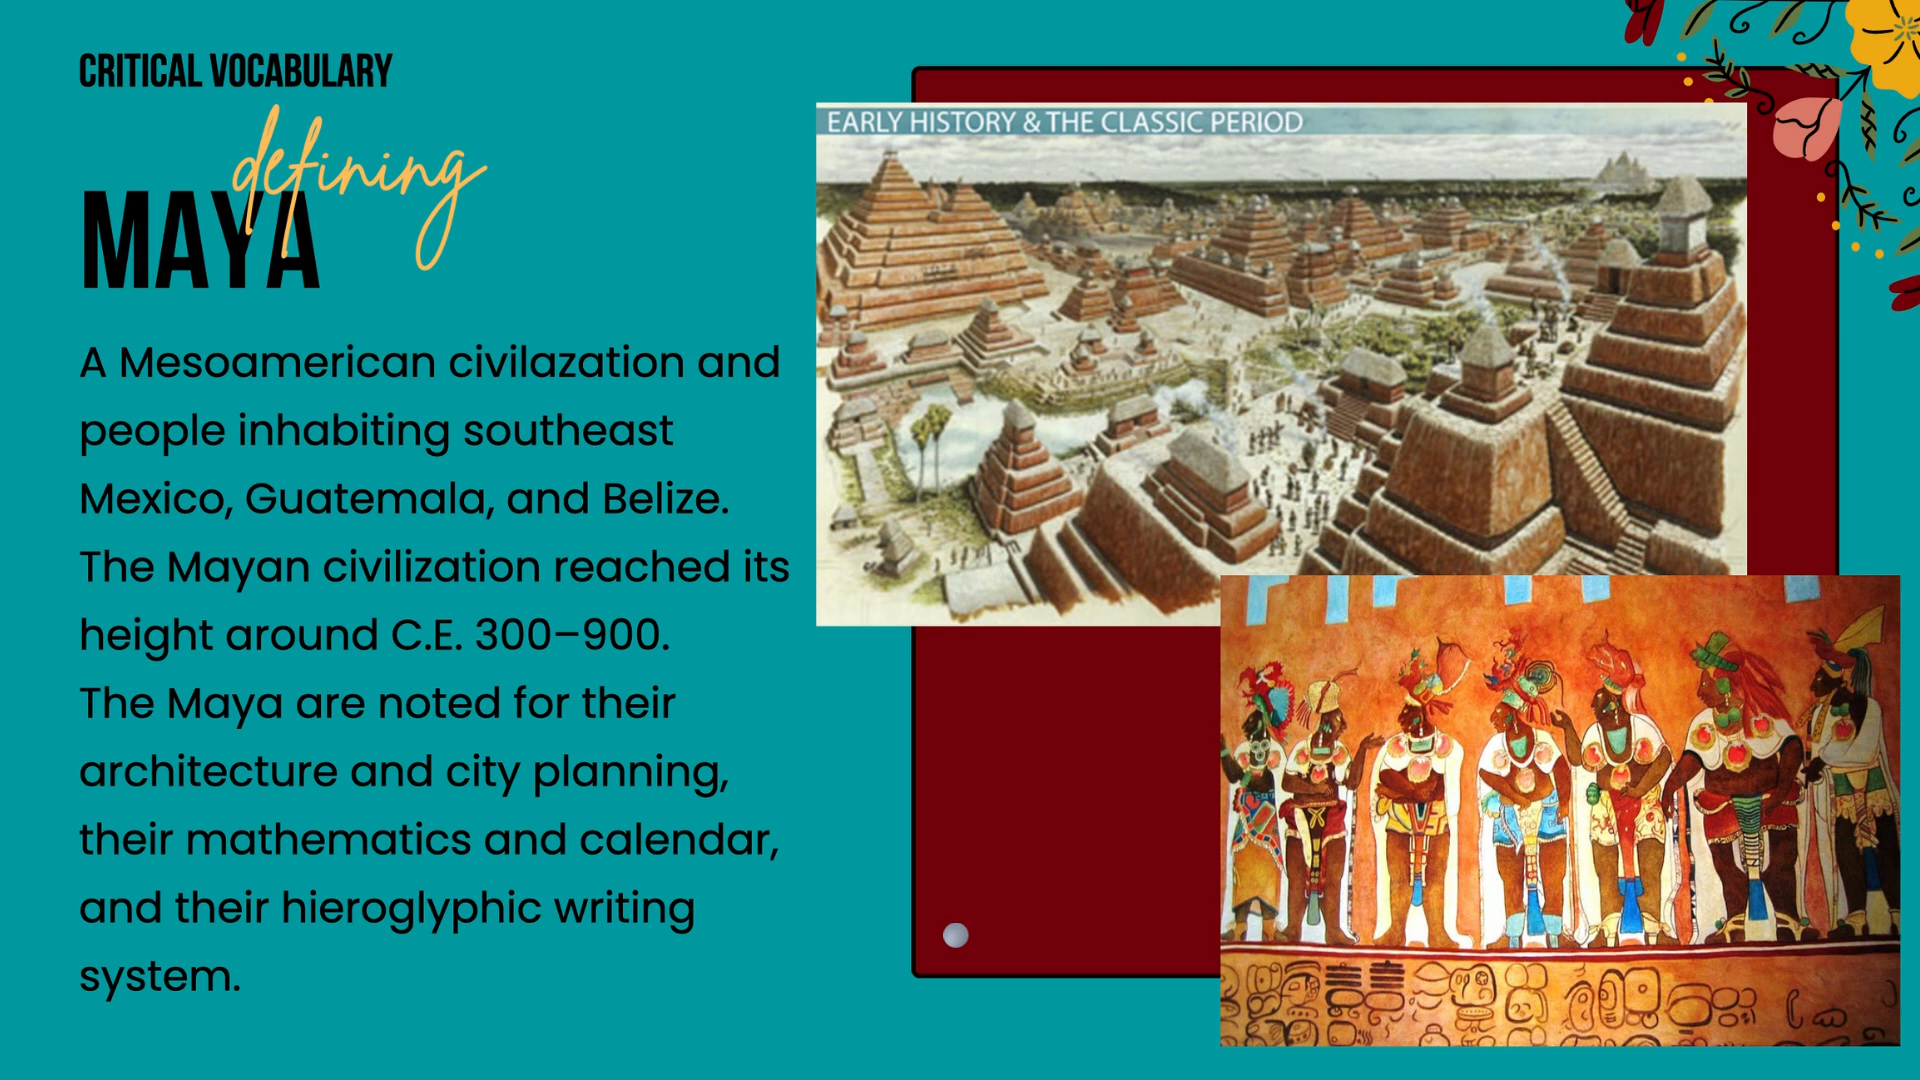 CRITICAL VOCABULARY
defining
MAYA
A Mesoamerican civilazation and
people inhabiting southeast
Mexico, Guatemala, and Belize.
The Mayan civilization reached its
height around C.E. 300–900.
The Maya are noted for their
architecture and city planning,
their mathematics and calendar,
and their hieroglyphic writing
system.
EARLY HISTORY & THE CLASSIC PERIOD